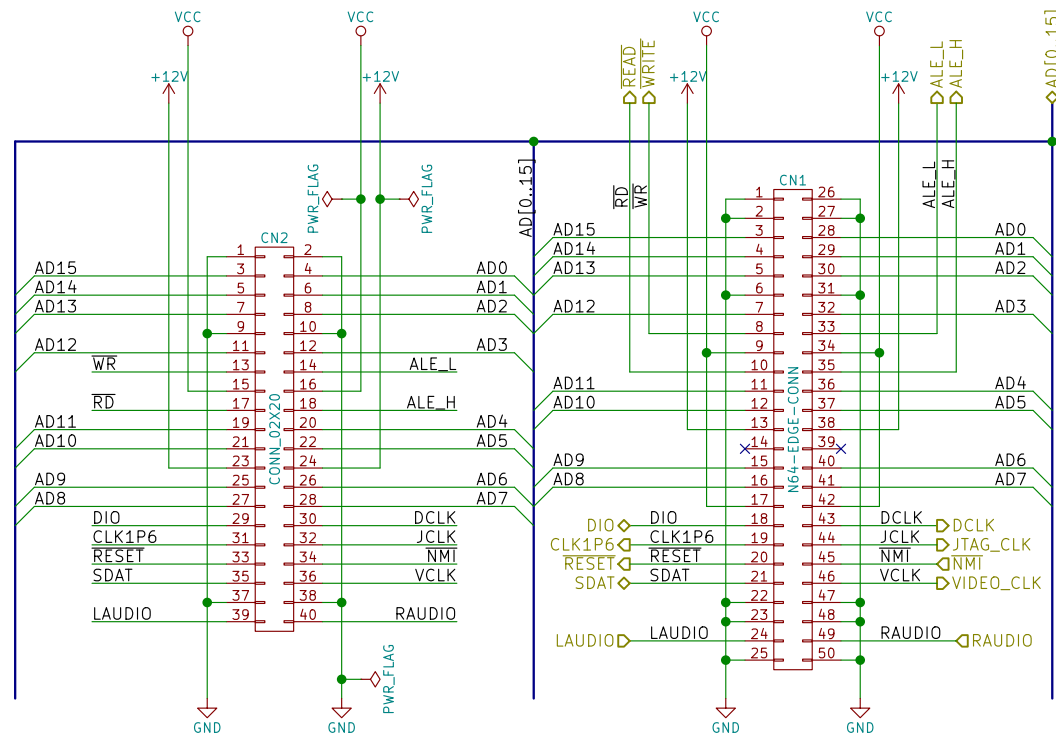 VCC VCC VCC VCC
AD[0..15]
READ WRITE ALE_L ALE_H
+12V +12V +12V +12V
PWR_FLAG PWR_FLAG
AD[0..15]
RD WR ALE_L ALE_H
CN2
1 2
AD15 3 4 AD0
AD14 5 6 AD1
AD13 7 8 AD2
9 10
AD12 11 12 AD3
WR 13 14 ALE_L
15 16
RD 17 18 ALE_H
AD11 19 20 AD4
AD10 21 22 AD5
23 24
AD9 25 26 AD6
AD8 27 28 AD7
DIO 29 30 DCLK
CLK1P6 31 32 JCLK
RESET 33 34 NMI
SDAT 35 36 VCLK
37 38
LAUDIO 39 40 RAUDIO
CONN_02X20
PWR_FLAG
GND GND
CN1
1 26
2 27
AD15 3 28 AD0
AD14 4 29 AD1
AD13 5 30 AD2
6 31
AD12 7 32 AD3
8 33
9 34
10 35
AD11 11 36 AD4
AD10 12 37 AD5
13 38
14 39
AD9 15 40 AD6
AD8 16 41 AD7
17 42
DIO DIO 18 43 DCLK DCLK
CLK1P6 CLK1P6 19 44 JCLK JTAG_CLK
RESET RESET 20 45 NMI NMI
SDAT SDAT 21 46 VCLK VIDEO_CLK
22 47
23 48
LAUDIO LAUDIO 24 49 RAUDIO RAUDIO
25 50
N64-EDGE-CONN
GND GND